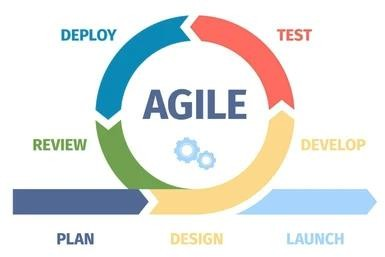 DEPLOY
TEST
AGILE
REVIEW
DEVELOP
PLAN
DESIGN
LAUNCH